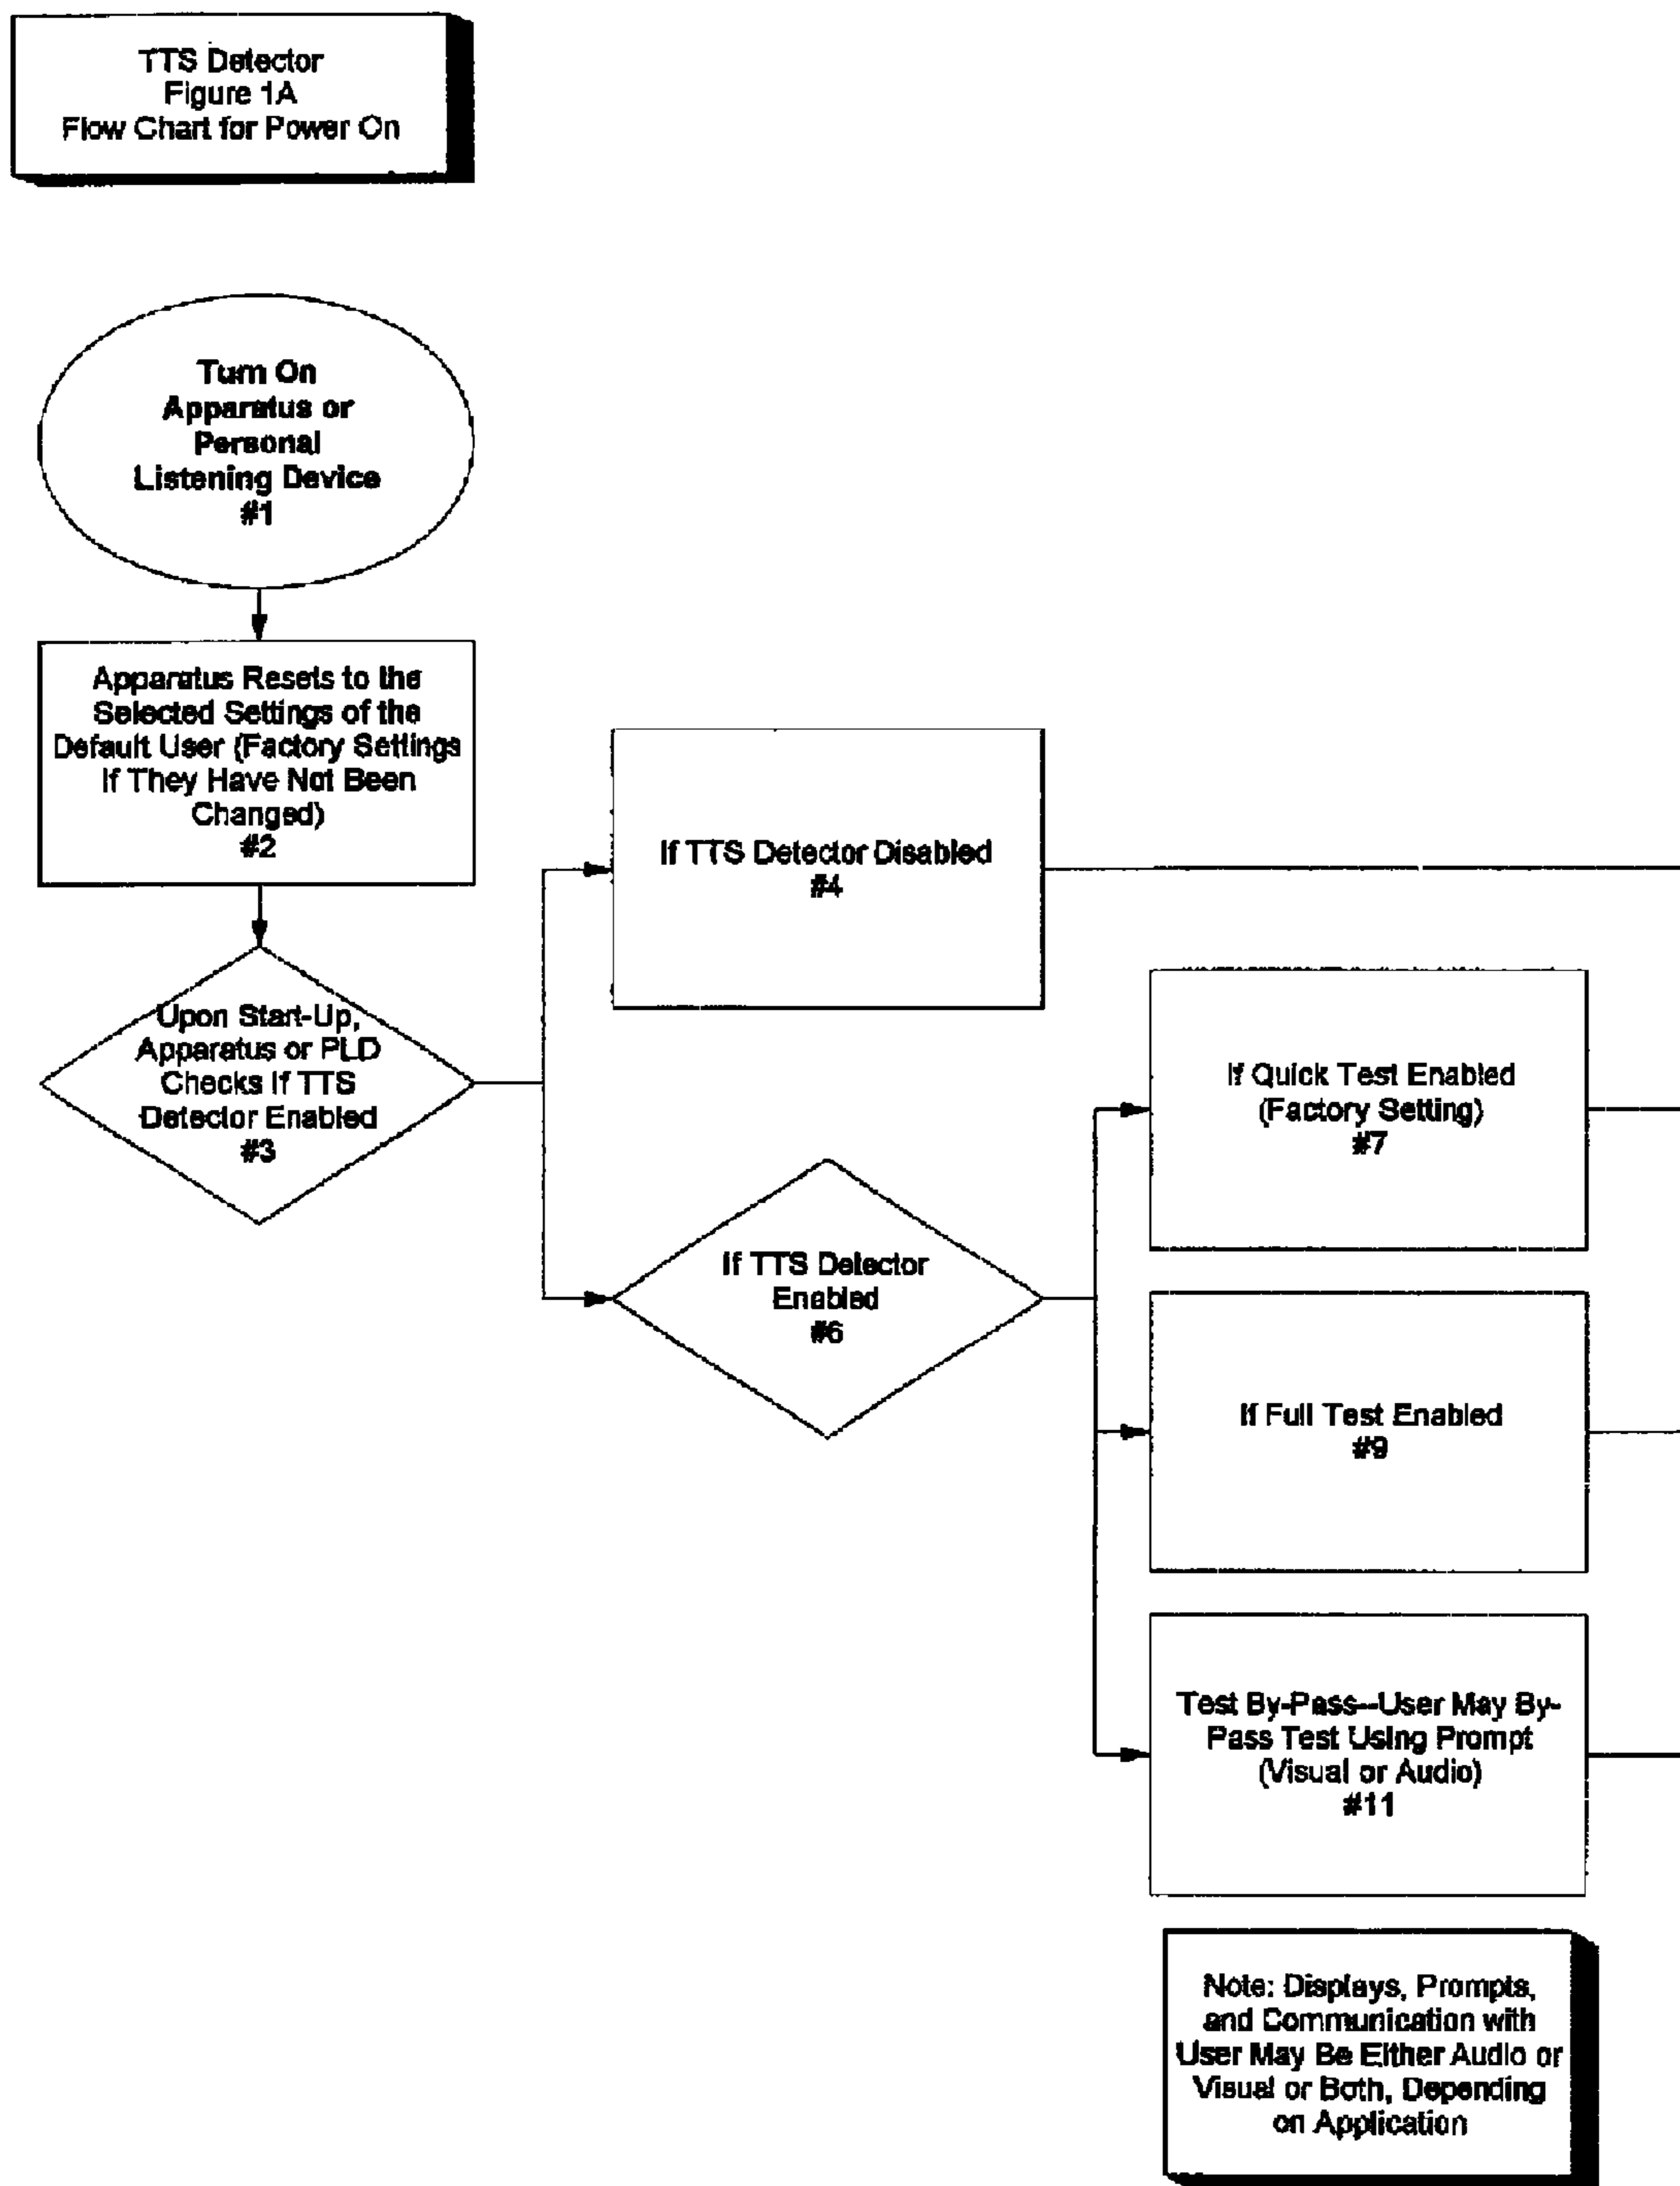 TTS Detector
Figure 1A
Flow Chart for Power On
Turn On
Apparatus or
Personal
Listening Device
#1
Apparatus Resets to the
Selected Settings of the
Default User (Factory Settings
If They Have Not Been
Changed)
#2
Upon Start-Up,
Apparatus or PLD
Checks If TTS
Detector Enabled
#3
If TTS Detector Disabled
#4
If TTS Detector
Enabled
#6
If Quick Test Enabled
(Factory Setting)
#7
If Full Test Enabled
#9
Test By-Pass--User May By-
Pass Test Using Prompt
(Visual or Audio)
#11
Note: Displays, Prompts,
and Communication with
User May Be Either Audio or
Visual or Both, Depending
on Application